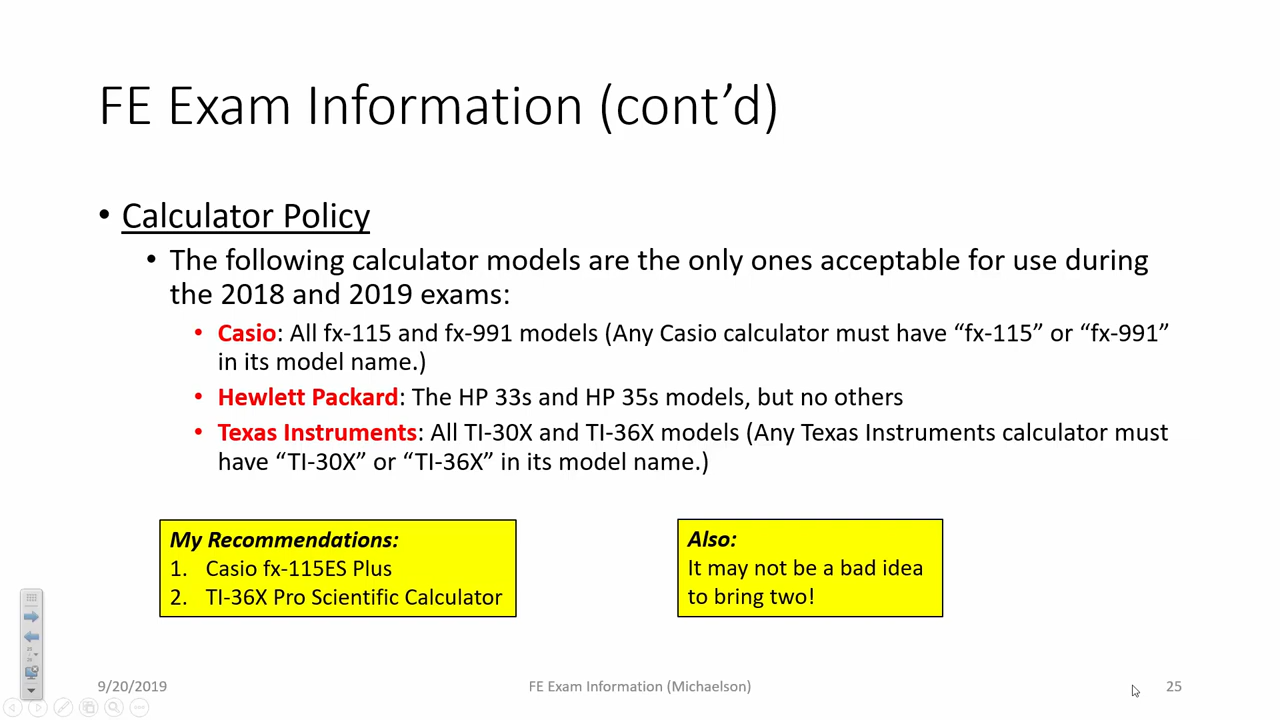 FE Exam Information (cont’d)
• Calculator Policy
• The following calculator models are the only ones acceptable for use during
the 2018 and 2019 exams:
• Casio: All fx-115 and fx-991 models (Any Casio calculator must have “fx-115” or “fx-991”
in its model name.)
• Hewlett Packard: The HP 33s and HP 35s models, but no others
• Texas Instruments: All TI-30X and TI-36X models (Any Texas Instruments calculator must
have “TI-30X” or “TI-36X” in its model name.)
My Recommendations:
1. Casio fx-115ES Plus
2. TI-36X Pro Scientific Calculator
Also:
It may not be a bad idea
to bring two!
9/20/2019
FE Exam Information (Michaelson)
25